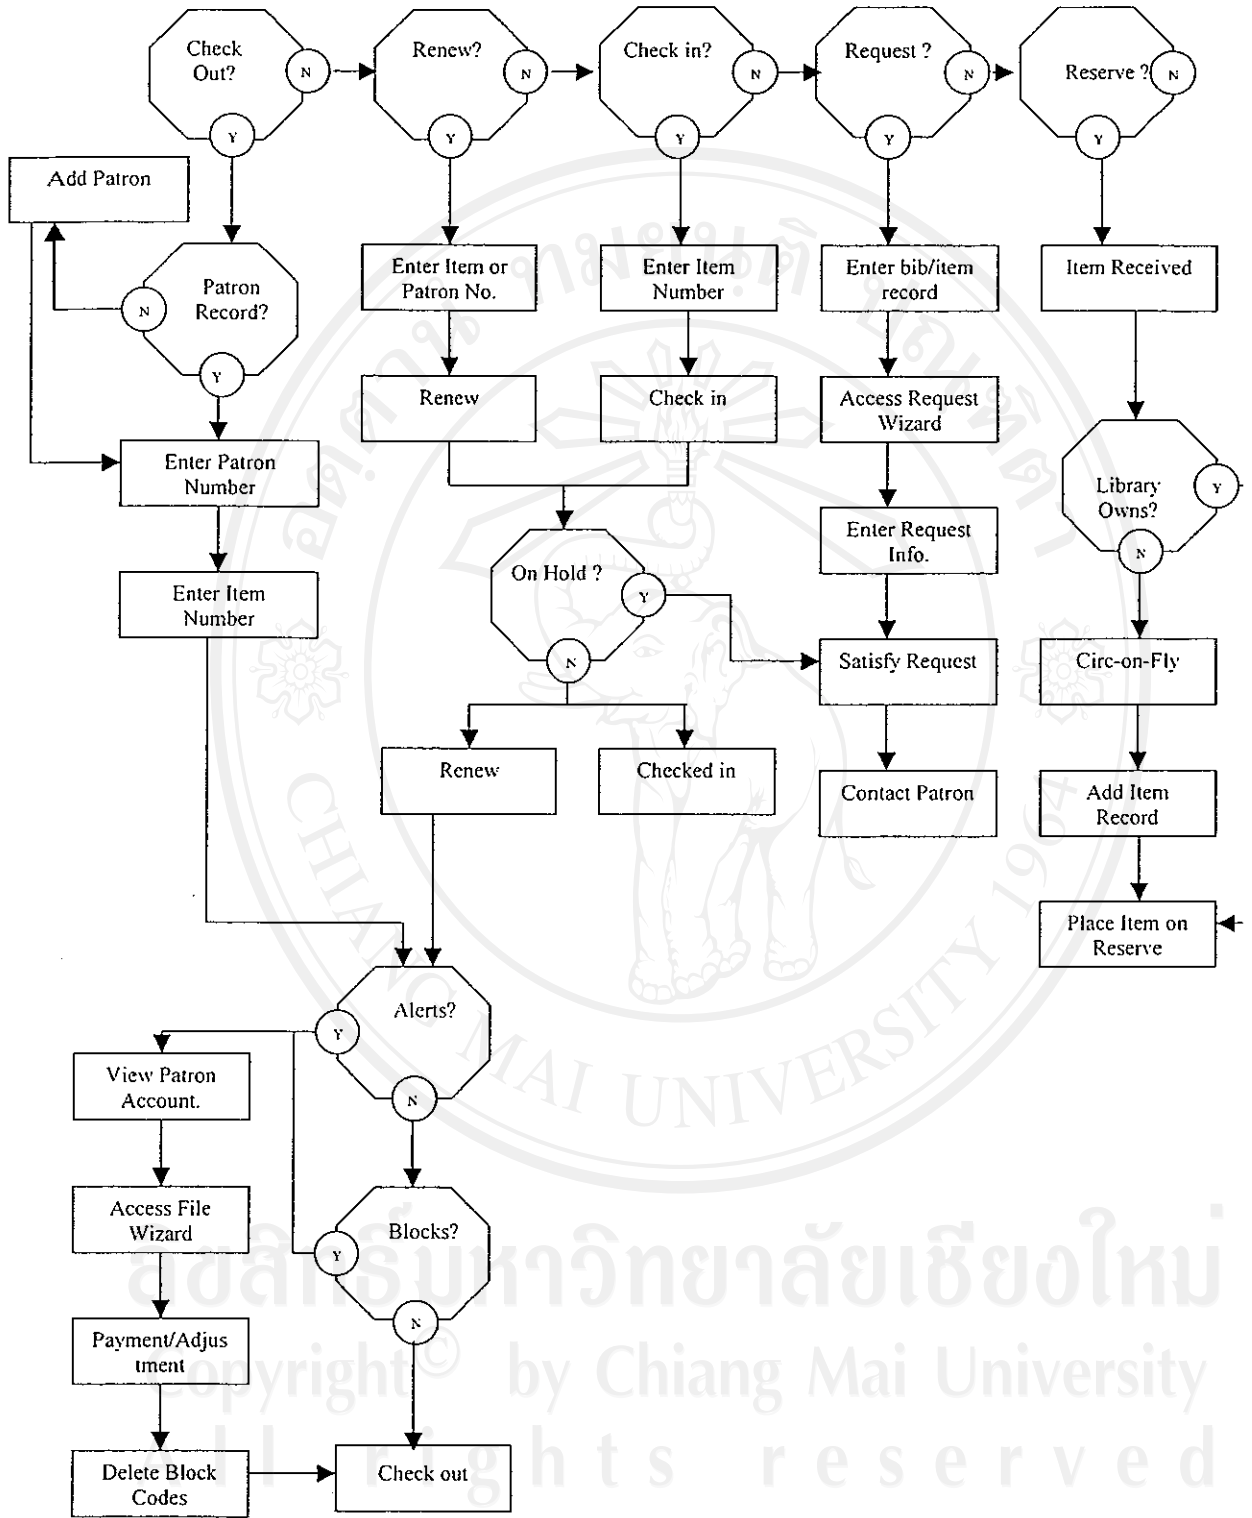 Check
Out?
N
Y
Renew?
N
Y
Check in?
N
Y
Request ?
N
Y
Reserve ?
N
Y
Add Patron
Patron
Record?
N
Y
Enter Patron
Number
Enter Item
Number
Enter Item or
Patron No.
Renew
Enter Item
Number
Check in
On Hold ?
Y
N
Renew
Checked in
Enter bib/item
record
Access Request
Wizard
Enter Request
Info.
Satisfy Request
Contact Patron
Item Received
Library
Owns?
Y
N
Circ-on-Fly
Add Item
Record
Place Item on
Reserve
Alerts?
Y
N
View Patron
Account.
Access File
Wizard
Payment/Adjus
tment
Delete Block
Codes
Blocks?
Y
N
Check out
CHIANG MAI UNIVERSITY 1964
ลิขสิทธิ์มหาวิทยาลัยเชียงใหม่
Copyright© by Chiang Mai University
All rights reserved